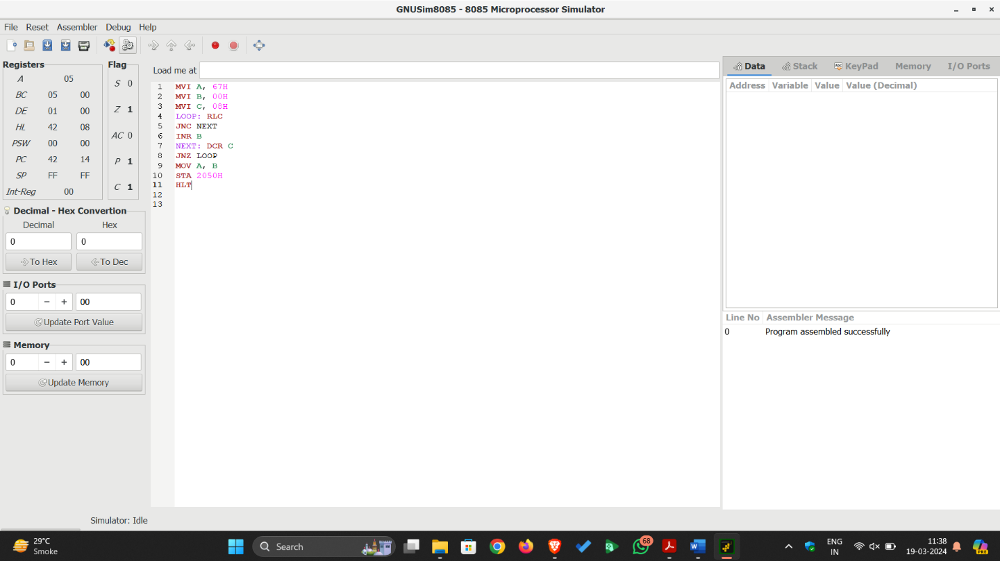 GNUSim8085 - 8085 Microprocessor Simulator
File Reset Assembler Debug Help
Registers
A 05
BC 05 00
DE 01 00
HL 42 08
PSW 00 00
PC 42 14
SP FF FF
Int-Reg 00
Flag
S 0
Z 1
AC 0
P 1
C 1
Decimal - Hex Convertion
Decimal Hex
0 0
To Hex To Dec
I/O Ports
0 − + 00
Update Port Value
Memory
0 − + 00
Update Memory
Load me at
1 MVI A, 67H
2 MVI B, 00H
3 MVI C, 08H
4 LOOP: RLC
5 JNC NEXT
6 INR B
7 NEXT: DCR C
8 JNZ LOOP
9 MOV A, B
10 STA 2050H
11 HLT
12
13
Data Stack KeyPad Memory I/O Ports
Address Variable Value Value (Decimal)
Line No Assembler Message
0 Program assembled successfully
Simulator: Idle
29°C
Smoke
Search
68
ENG
IN
11:38
19-03-2024
PRE